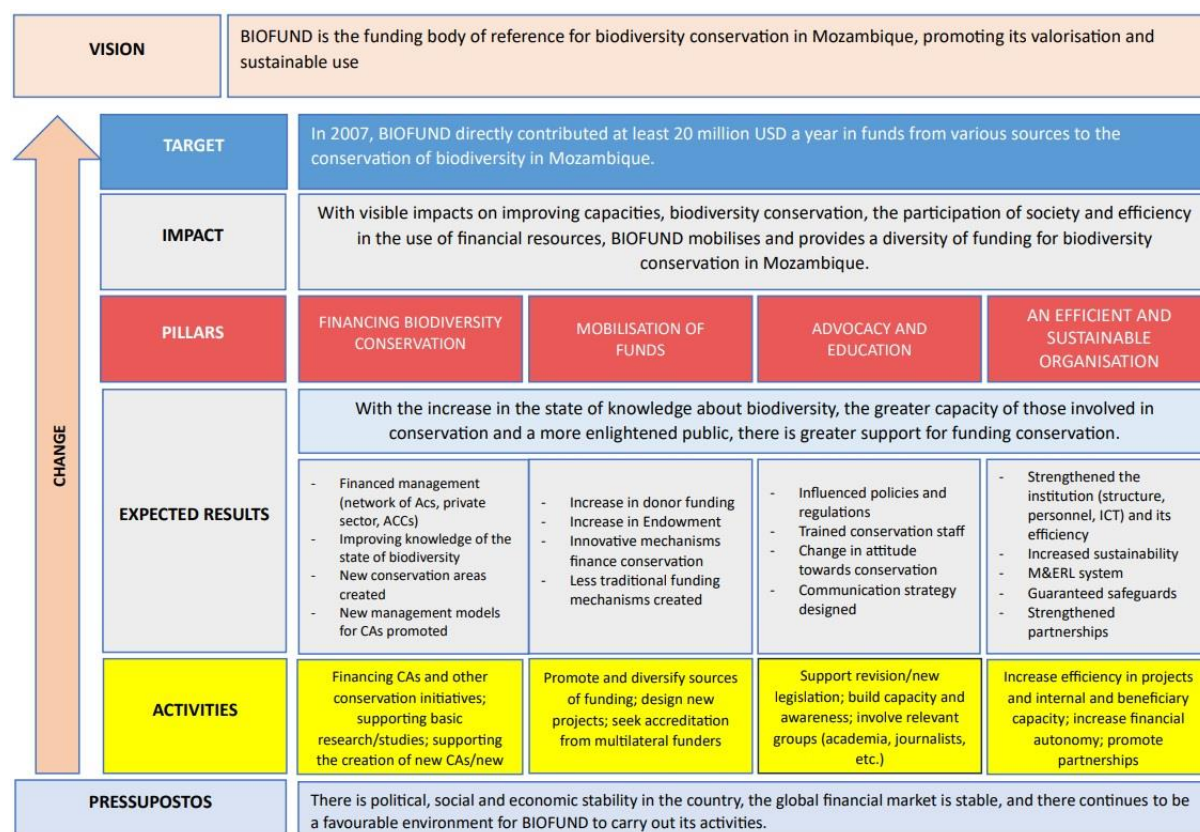 VISION
BIOFUND is the funding body of reference for biodiversity conservation in Mozambique, promoting its valorisation and
sustainable use
CHANGE
TARGET
In 2007, BIOFUND directly contributed at least 20 million USD a year in funds from various sources to the
conservation of biodiversity in Mozambique.
IMPACT
With visible impacts on improving capacities, biodiversity conservation, the participation of society and efficiency
in the use of financial resources, BIOFUND mobilises and provides a diversity of funding for biodiversity
conservation in Mozambique.
PILLARS
FINANCING BIODIVERSITY
CONSERVATION
MOBILISATION OF
FUNDS
ADVOCACY AND
EDUCATION
AN EFFICIENT AND
SUSTAINABLE
ORGANISATION
EXPECTED RESULTS
With the increase in the state of knowledge about biodiversity, the greater capacity of those involved in
conservation and a more enlightened public, there is greater support for funding conservation.
- Financed management
(network of Acs, private
sector, ACCs)
- Improving knowledge of the
state of biodiversity
- New conservation areas
created
- New management models
for CAs promoted
- Increase in donor funding
- Increase in Endowment
- Innovative mechanisms
finance conservation
- Less traditional funding
mechanisms created
- Influenced policies and
regulations
- Trained conservation staff
- Change in attitude
towards conservation
- Communication strategy
designed
- Strengthened the
institution (structure,
personnel, ICT) and its
efficiency
- Increased sustainability
- M&ERL system
- Guaranteed safeguards
- Strengthened
partnerships
ACTIVITIES
Financing CAs and other
conservation initiatives;
supporting basic
research/studies; supporting
the creation of new CAs/new
Promote and diversify sources
of funding; design new
projects; seek accreditation
from multilateral funders
Support revision/new
legislation; build capacity and
awareness; involve relevant
groups (academia, journalists,
etc.)
Increase efficiency in projects
and internal and beneficiary
capacity; increase financial
autonomy; promote
partnerships
PRESSUPOSTOS
There is political, social and economic stability in the country, the global financial market is stable, and there continues to be
a favourable environment for BIOFUND to carry out its activities.